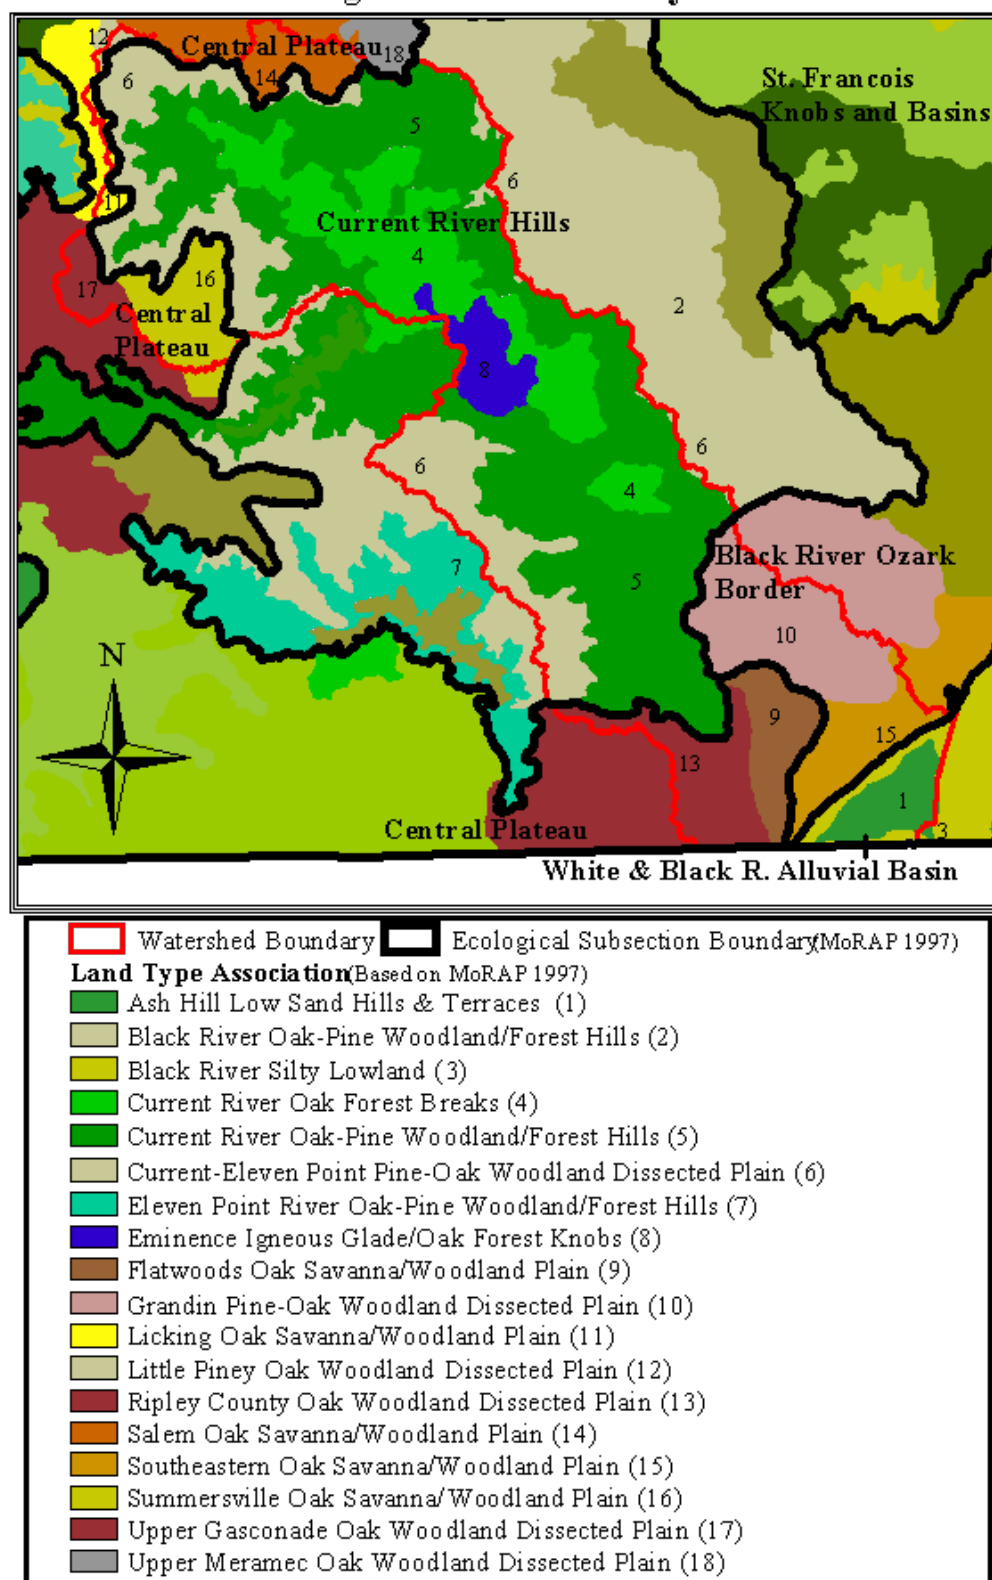 12
Central Plateau
18
6
14
St. Francois
Knobs and Basins
5
6
11
Current River Hills
4
16
17
2
Central
Plateau
8
6
6
4
7
5
Black River Ozark
Border
10
N
9
15
13
1
3
Central Plateau
White & Black R. Alluvial Basin
Watershed Boundary Ecological Subsection Boundary(MoRAP 1997)
Land Type Association(Based on MoRAP 1997)
Ash Hill Low Sand Hills & Terraces (1)
Black River Oak-Pine Woodland/Forest Hills (2)
Black River Silty Lowland (3)
Current River Oak Forest Breaks (4)
Current River Oak-Pine Woodland/Forest Hills (5)
Current-Eleven Point Pine-Oak Woodland Dissected Plain (6)
Eleven Point River Oak-Pine Woodland/Forest Hills (7)
Eminence Igneous Glade/Oak Forest Knobs (8)
Flatwoods Oak Savanna/Woodland Plain (9)
Grandin Pine-Oak Woodland Dissected Plain (10)
Licking Oak Savanna/Woodland Plain (11)
Little Piney Oak Woodland Dissected Plain (12)
Ripley County Oak Woodland Dissected Plain (13)
Salem Oak Savanna/Woodland Plain (14)
Southeastern Oak Savanna/Woodland Plain (15)
Summersville Oak Savanna/Woodland Plain (16)
Upper Gasconade Oak Woodland Dissected Plain (17)
Upper Meramec Oak Woodland Dissected Plain (18)